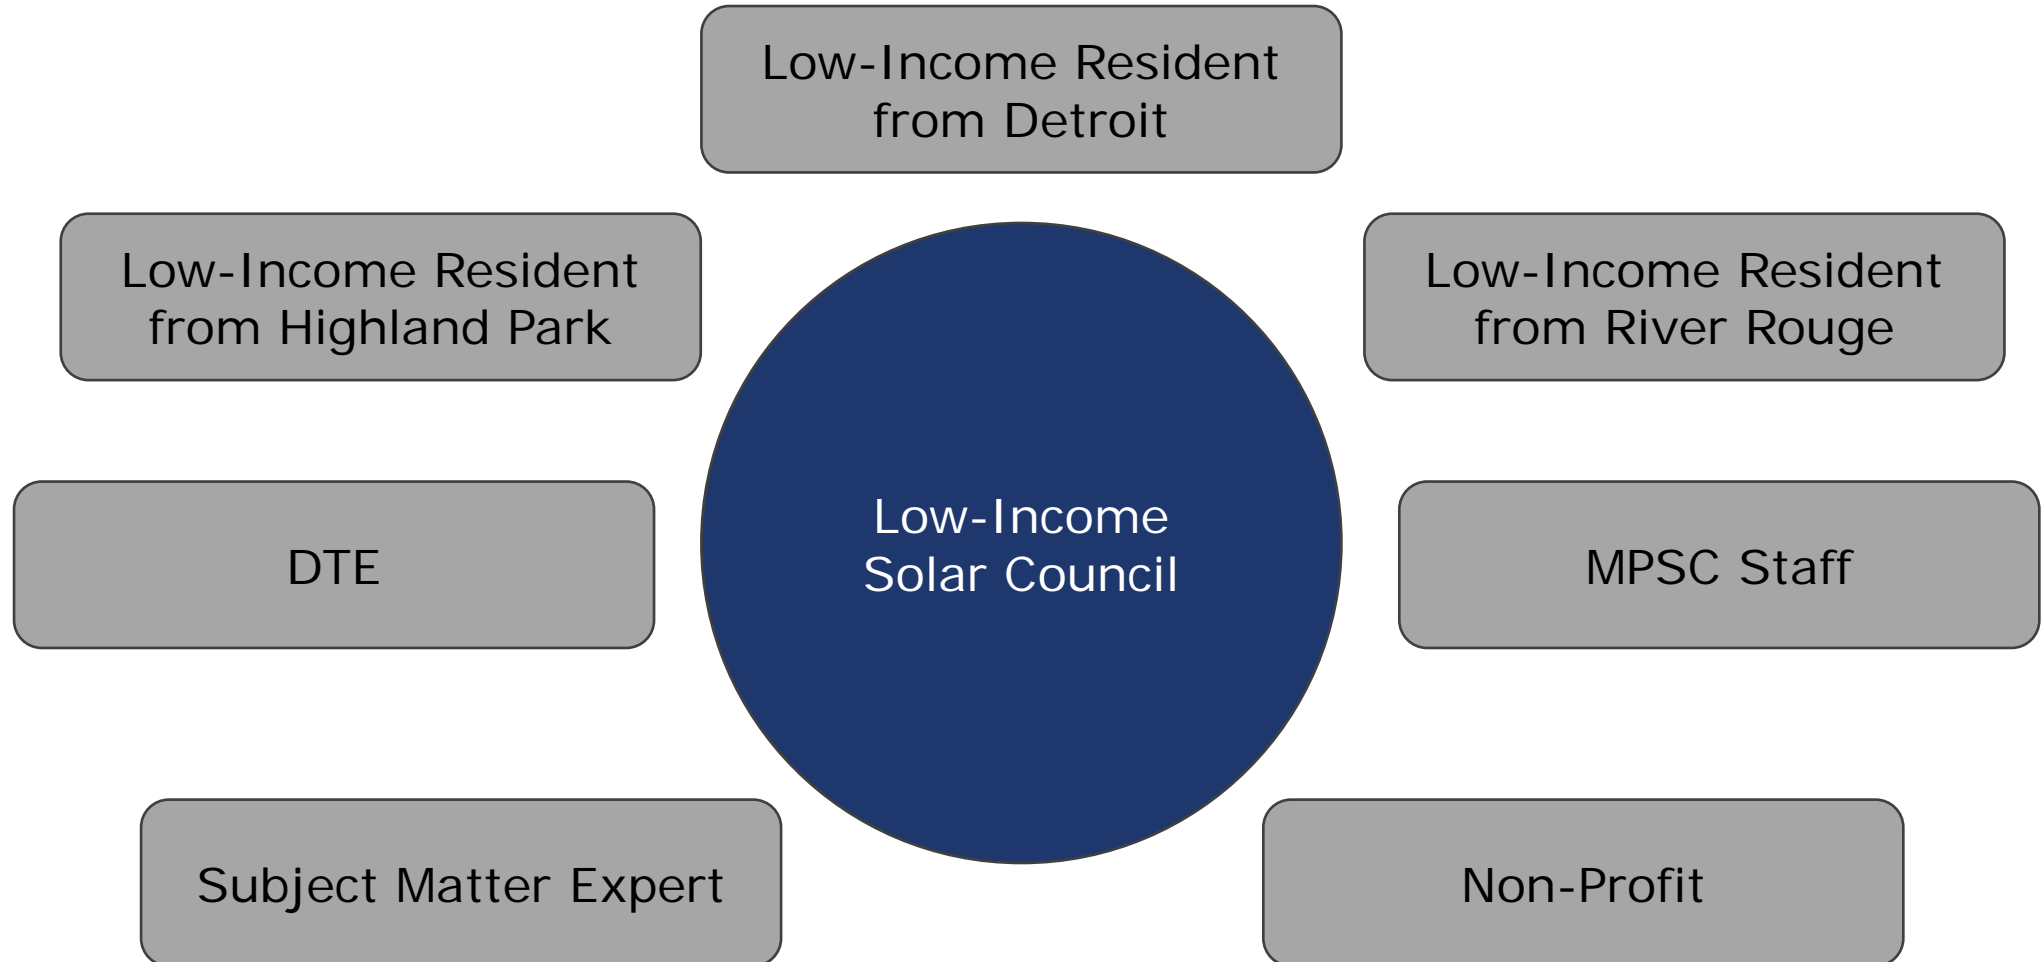 Low-Income Resident
from Detroit
Low-Income Resident
from Highland Park
Low-Income Resident
from River Rouge
DTE
Low-Income
Solar Council
MPSC Staff
Subject Matter Expert
Non-Profit